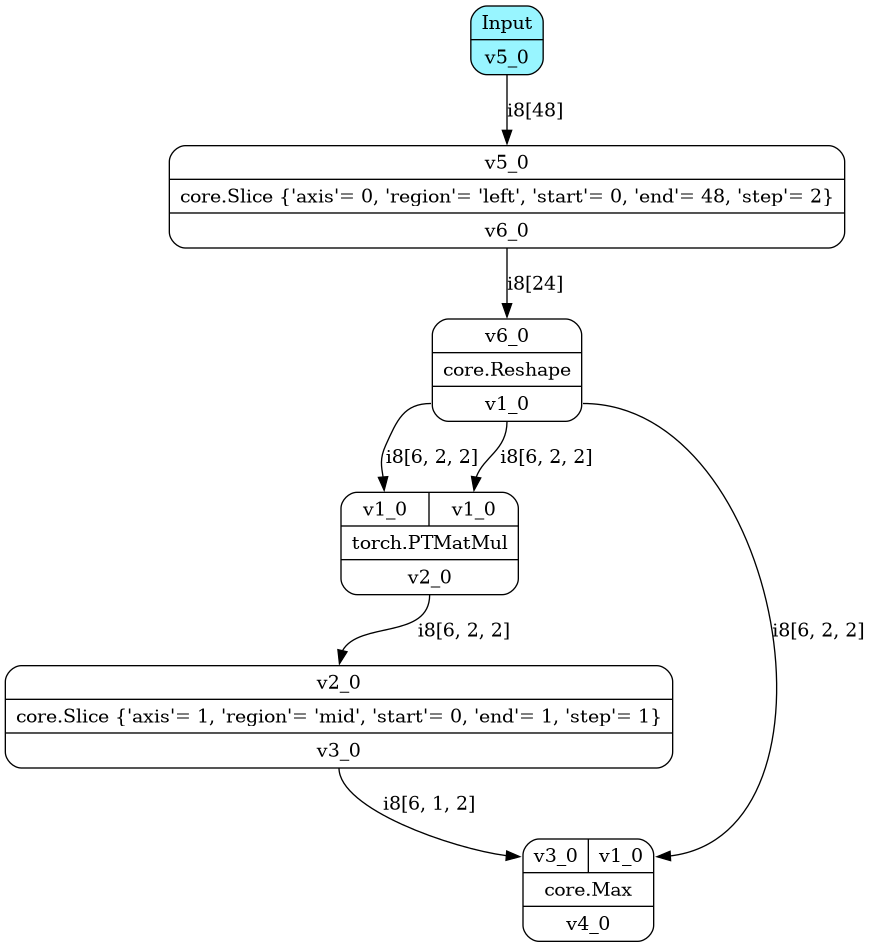 Input
v5_0
i8[48]
v5_0
core.Slice {'axis'= 0, 'region'= 'left', 'start'= 0, 'end'= 48, 'step'= 2}
v6_0
i8[24]
v6_0
core.Reshape
v1_0
i8[6, 2, 2] i8[6, 2, 2]
v1_0 v1_0
torch.PTMatMul
v2_0
i8[6, 2, 2] i8[6, 2, 2]
v2_0
core.Slice {'axis'= 1, 'region'= 'mid', 'start'= 0, 'end'= 1, 'step'= 1}
v3_0
i8[6, 1, 2]
v3_0 v1_0
core.Max
v4_0